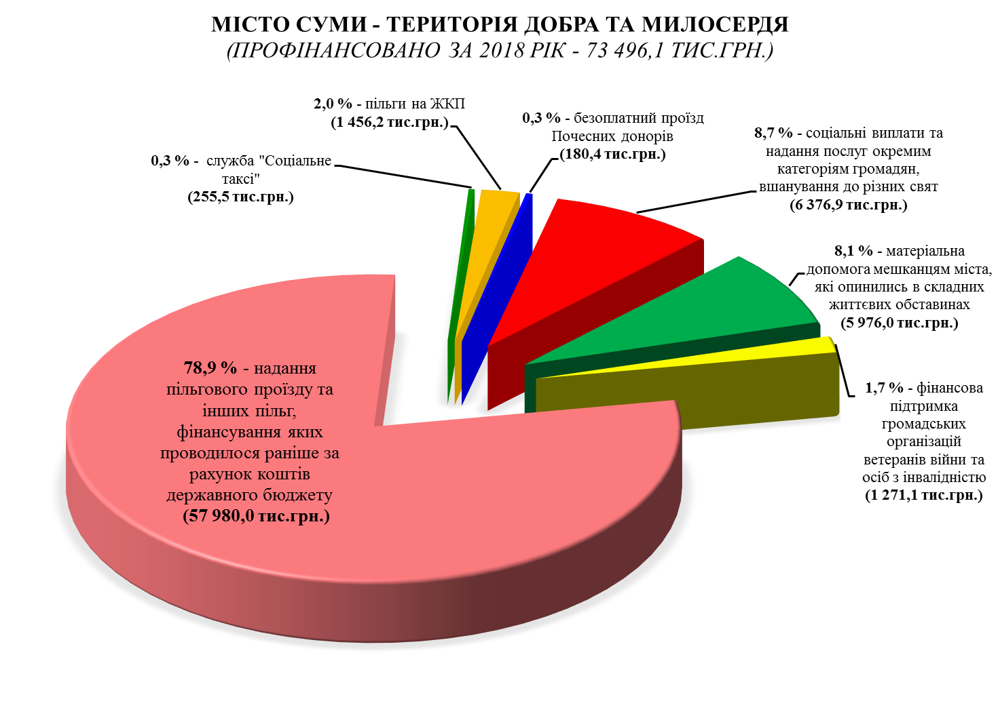 МІСТО СУМИ - ТЕРИТОРІЯ ДОБРА ТА МИЛОСЕРДЯ
(ПРОФІНАНСОВАНО ЗА 2018 РІК - 73 496,1 ТИС.ГРН.)
2,0 % - пільги на ЖКП
(1 456,2 тис.грн.)
0,3 % - безоплатний проїзд
Почесних донорів
(180,4 тис.грн.)
8,7 % - соціальні виплати та
надання послуг окремим
категоріям громадян,
вшанування до різних свят
(6 376,9 тис.грн.)
0,3 % - служба "Соціальне
таксі"
(255,5 тис.грн.)
8,1 % - матеріальна
допомога мешканцям міста,
які опинились в складних
життєвих обставинах
(5 976,0 тис.грн.)
78,9 % - надання
пільгового проїзду та
інших пільг,
фінансування яких
проводилося раніше за
рахунок коштів
державного бюджету
(57 980,0 тис.грн.)
1,7 % - фінансова
підтримка
громадських
організацій
ветеранів війни та
осіб з інвалідністю
(1 271,1 тис.грн.)